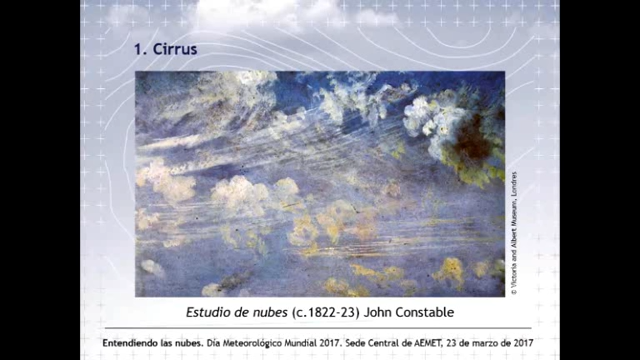 1. Cirrus
© Victoria and Albert Museum, Londres
Estudio de nubes (c.1822-23) John Constable
Entendiendo las nubes. Día Meteorológico Mundial 2017. Sede Central de AEMET, 23 de marzo de 2017